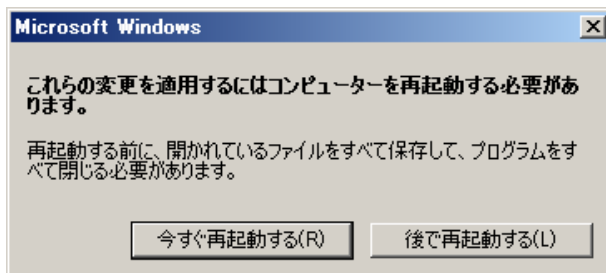 Microsoft Windows
これらの変更を適用するにはコンピューターを再起動する必要があ
ります。
再起動する前に、開かれているファイルをすべて保存して、プログラムをす
べて閉じる必要があります。
今すぐ再起動する(R)
後で再起動する(L)